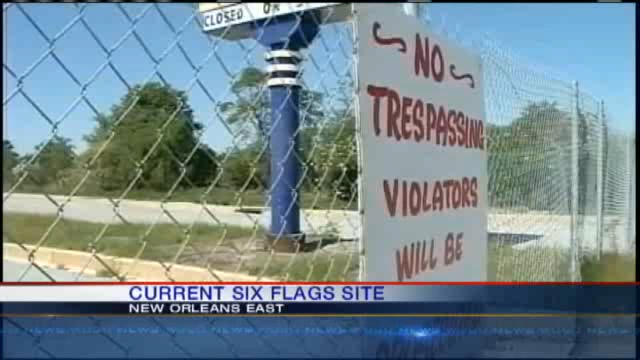 CLOSED
NO
TRESPASSING
VIOLATORS
WILL BE
CURRENT SIX FLAGS SITE
NEW ORLEANS EAST